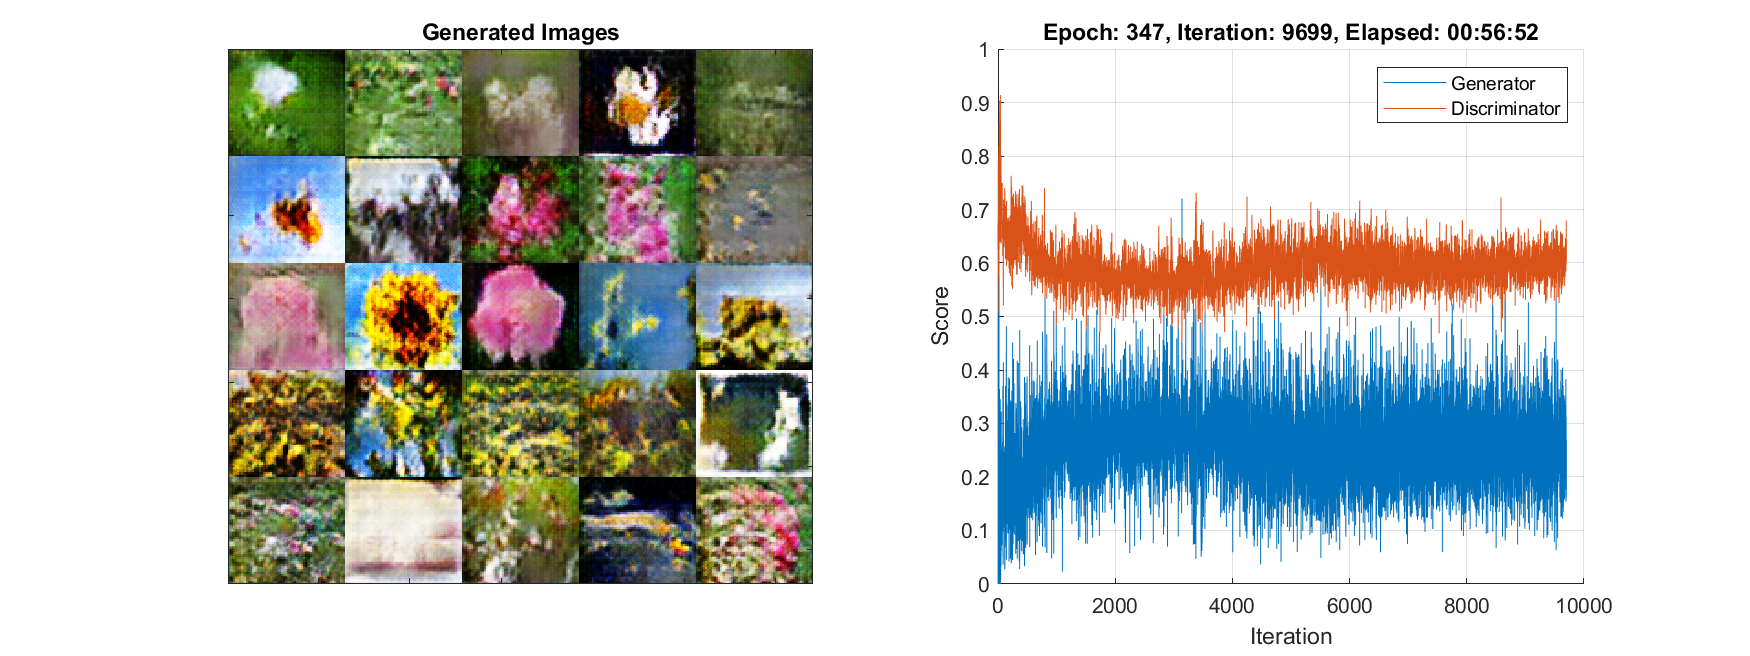 Generated Images
Epoch: 347, Iteration: 9699, Elapsed: 00:56:52
Generator
Discriminator
1
0.9
0.8
0.7
0.6
0.5
0.4
0.3
0.2
0.1
0
Score
0 2000 4000 6000 8000 10000
Iteration